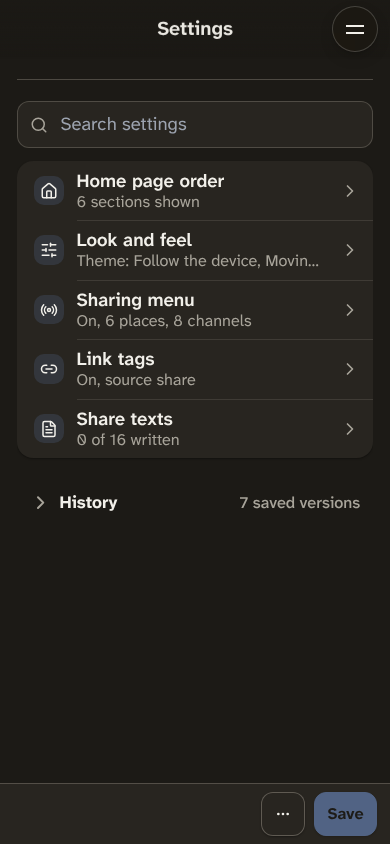 Settings
Search settings
Home page order
6 sections shown
Look and feel
Theme: Follow the device, Movin...
Sharing menu
On, 6 places, 8 channels
Link tags
On, source share
Share texts
0 of 16 written
History
7 saved versions
...
Save